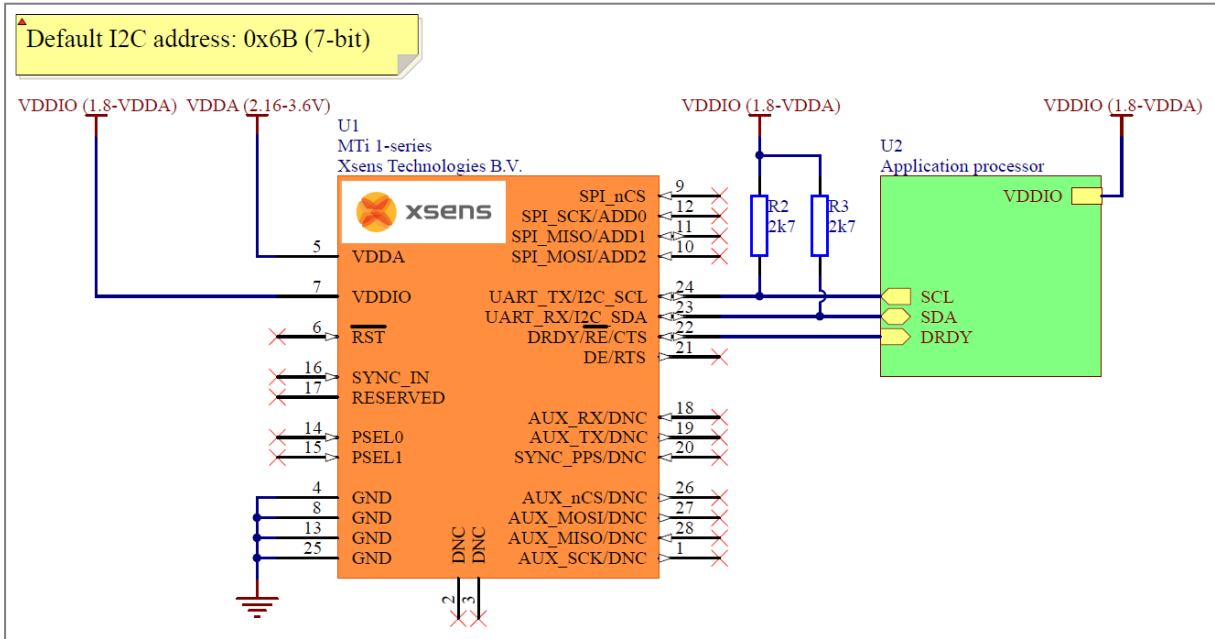 Default I2C address: 0x6B (7-bit)
VDDIO (1.8-VDDA)
VDDA (2.16-3.6V)
VDDIO (1.8-VDDA)
VDDIO (1.8-VDDA)
U1
MTi 1-series
Xsens Technologies B.V.
xsens
5
VDDA
7
VDDIO
6
RST
16
SYNC_IN
17
RESERVED
14
PSEL0
15
PSEL1
4
GND
8
GND
13
GND
25
GND
DNC
2
DNC
3
SPI_nCS
9
SPI_SCK/ADD0
12
SPI_MISO/ADD1
11
SPI_MOSI/ADD2
10
UART_TX/I2C_SCL
24
UART_RX/I2C_SDA
23
DRDY/RE/CTS
22
DE/RTS
21
AUX_RX/DNC
18
AUX_TX/DNC
19
SYNC_PPS/DNC
20
AUX_nCS/DNC
26
AUX_MOSI/DNC
27
AUX_MISO/DNC
28
AUX_SCK/DNC
1
R2
2k7
R3
2k7
U2
Application processor
VDDIO
SCL
SDA
DRDY